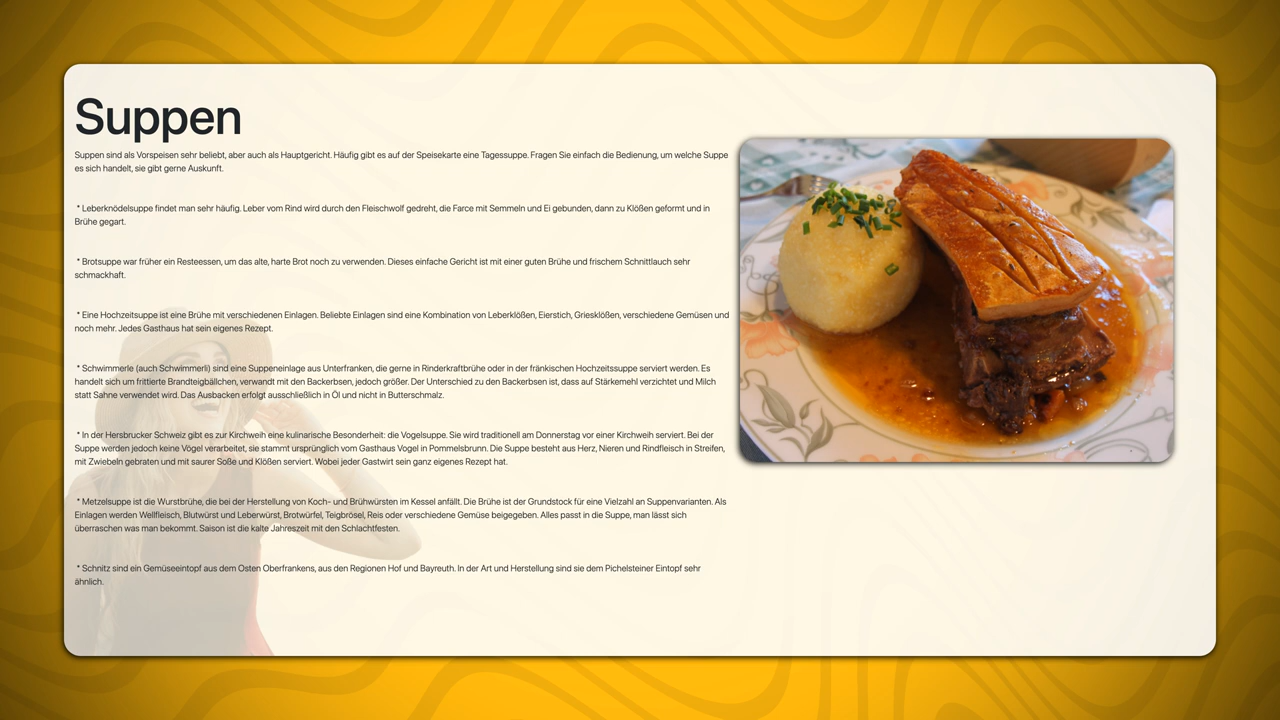 Suppen
Suppen sind als Vorspeisen sehr beliebt, aber auch als Hauptgericht. Häufig gibt es auf der Speisekarte eine Tagessuppe. Fragen Sie einfach die Bedienung, um welche Suppe
es sich handelt, sie gibt gerne Auskunft.
* Leberknödelsuppe findet man sehr häufig. Leber vom Rind wird durch den Fleischwolf gedreht, die Farce mit Semmeln und Ei gebunden, dann zu Klößen geformt und in
Brühe gegart.
* Brotsuppe war früher ein Resteessen, um das alte, harte Brot noch zu verwenden. Dieses einfache Gericht ist mit einer guten Brühe und frischem Schnittlauch sehr
schmackhaft.
* Eine Hochzeitsuppe ist eine Brühe mit verschiedenen Einlagen. Beliebte Einlagen sind eine Kombination von Leberklößen, Eierstich, Griesklößen, verschiedene Gemüsen und
noch mehr. Jedes Gasthaus hat sein eigenes Rezept.
* Schwimmerle (auch Schwimmerli) sind eine Suppeneinlage aus Unterfranken, die gerne in Rinderkraftbrühe oder in der fränkischen Hochzeitssuppe serviert werden. Es
handelt sich um frittierte Brandteigbällchen, verwandt mit den Backerbsen, jedoch größer. Der Unterschied zu den Backerbsen ist, dass auf Stärkemehl verzichtet und Milch
statt Sahne verwendet wird. Das Ausbacken erfolgt ausschließlich in Öl und nicht in Butterschmalz.
* In der Hersbrucker Schweiz gibt es zur Kirchweih eine kulinarische Besonderheit: die Vogelsuppe. Sie wird traditionell am Donnerstag vor einer Kirchweih serviert. Bei der
Suppe werden jedoch keine Vögel verarbeitet, sie stammt ursprünglich vom Gasthaus Vogel in Pommelsbrunn. Die Suppe besteht aus Herz, Nieren und Rindfleisch in Streifen,
mit Zwiebeln gebraten und mit saurer Soße und Klößen serviert. Wobei jeder Gastwirt sein ganz eigenes Rezept hat.
* Metzelsuppe ist die Wurstbrühe, die bei der Herstellung von Koch- und Brühwürsten im Kessel anfällt. Die Brühe ist der Grundstock für eine Vielzahl an Suppenvarianten. Als
Einlagen werden Wellfleisch, Blutwürst und Leberwürst, Brotwürfel, Teigbrösel, Reis oder verschiedene Gemüse beigegeben. Alles passt in die Suppe, man lässt sich
überraschen was man bekommt. Saison ist die kalte Jahreszeit mit den Schlachtfesten.
* Schnitz sind ein Gemüseeintopf aus dem Osten Oberfrankens, aus den Regionen Hof und Bayreuth. In der Art und Herstellung sind sie dem Pichelsteiner Eintopf sehr
ähnlich.